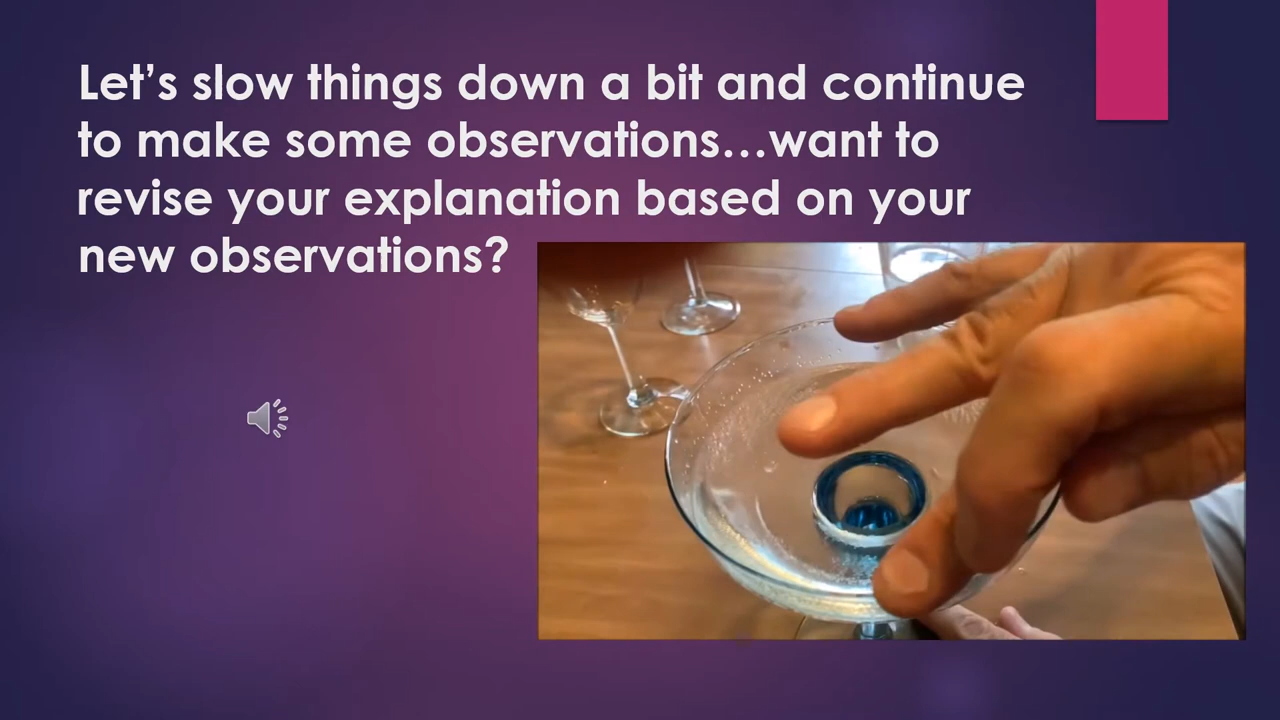 Let’s slow things down a bit and continue
to make some observations…want to
revise your explanation based on your
new observations?